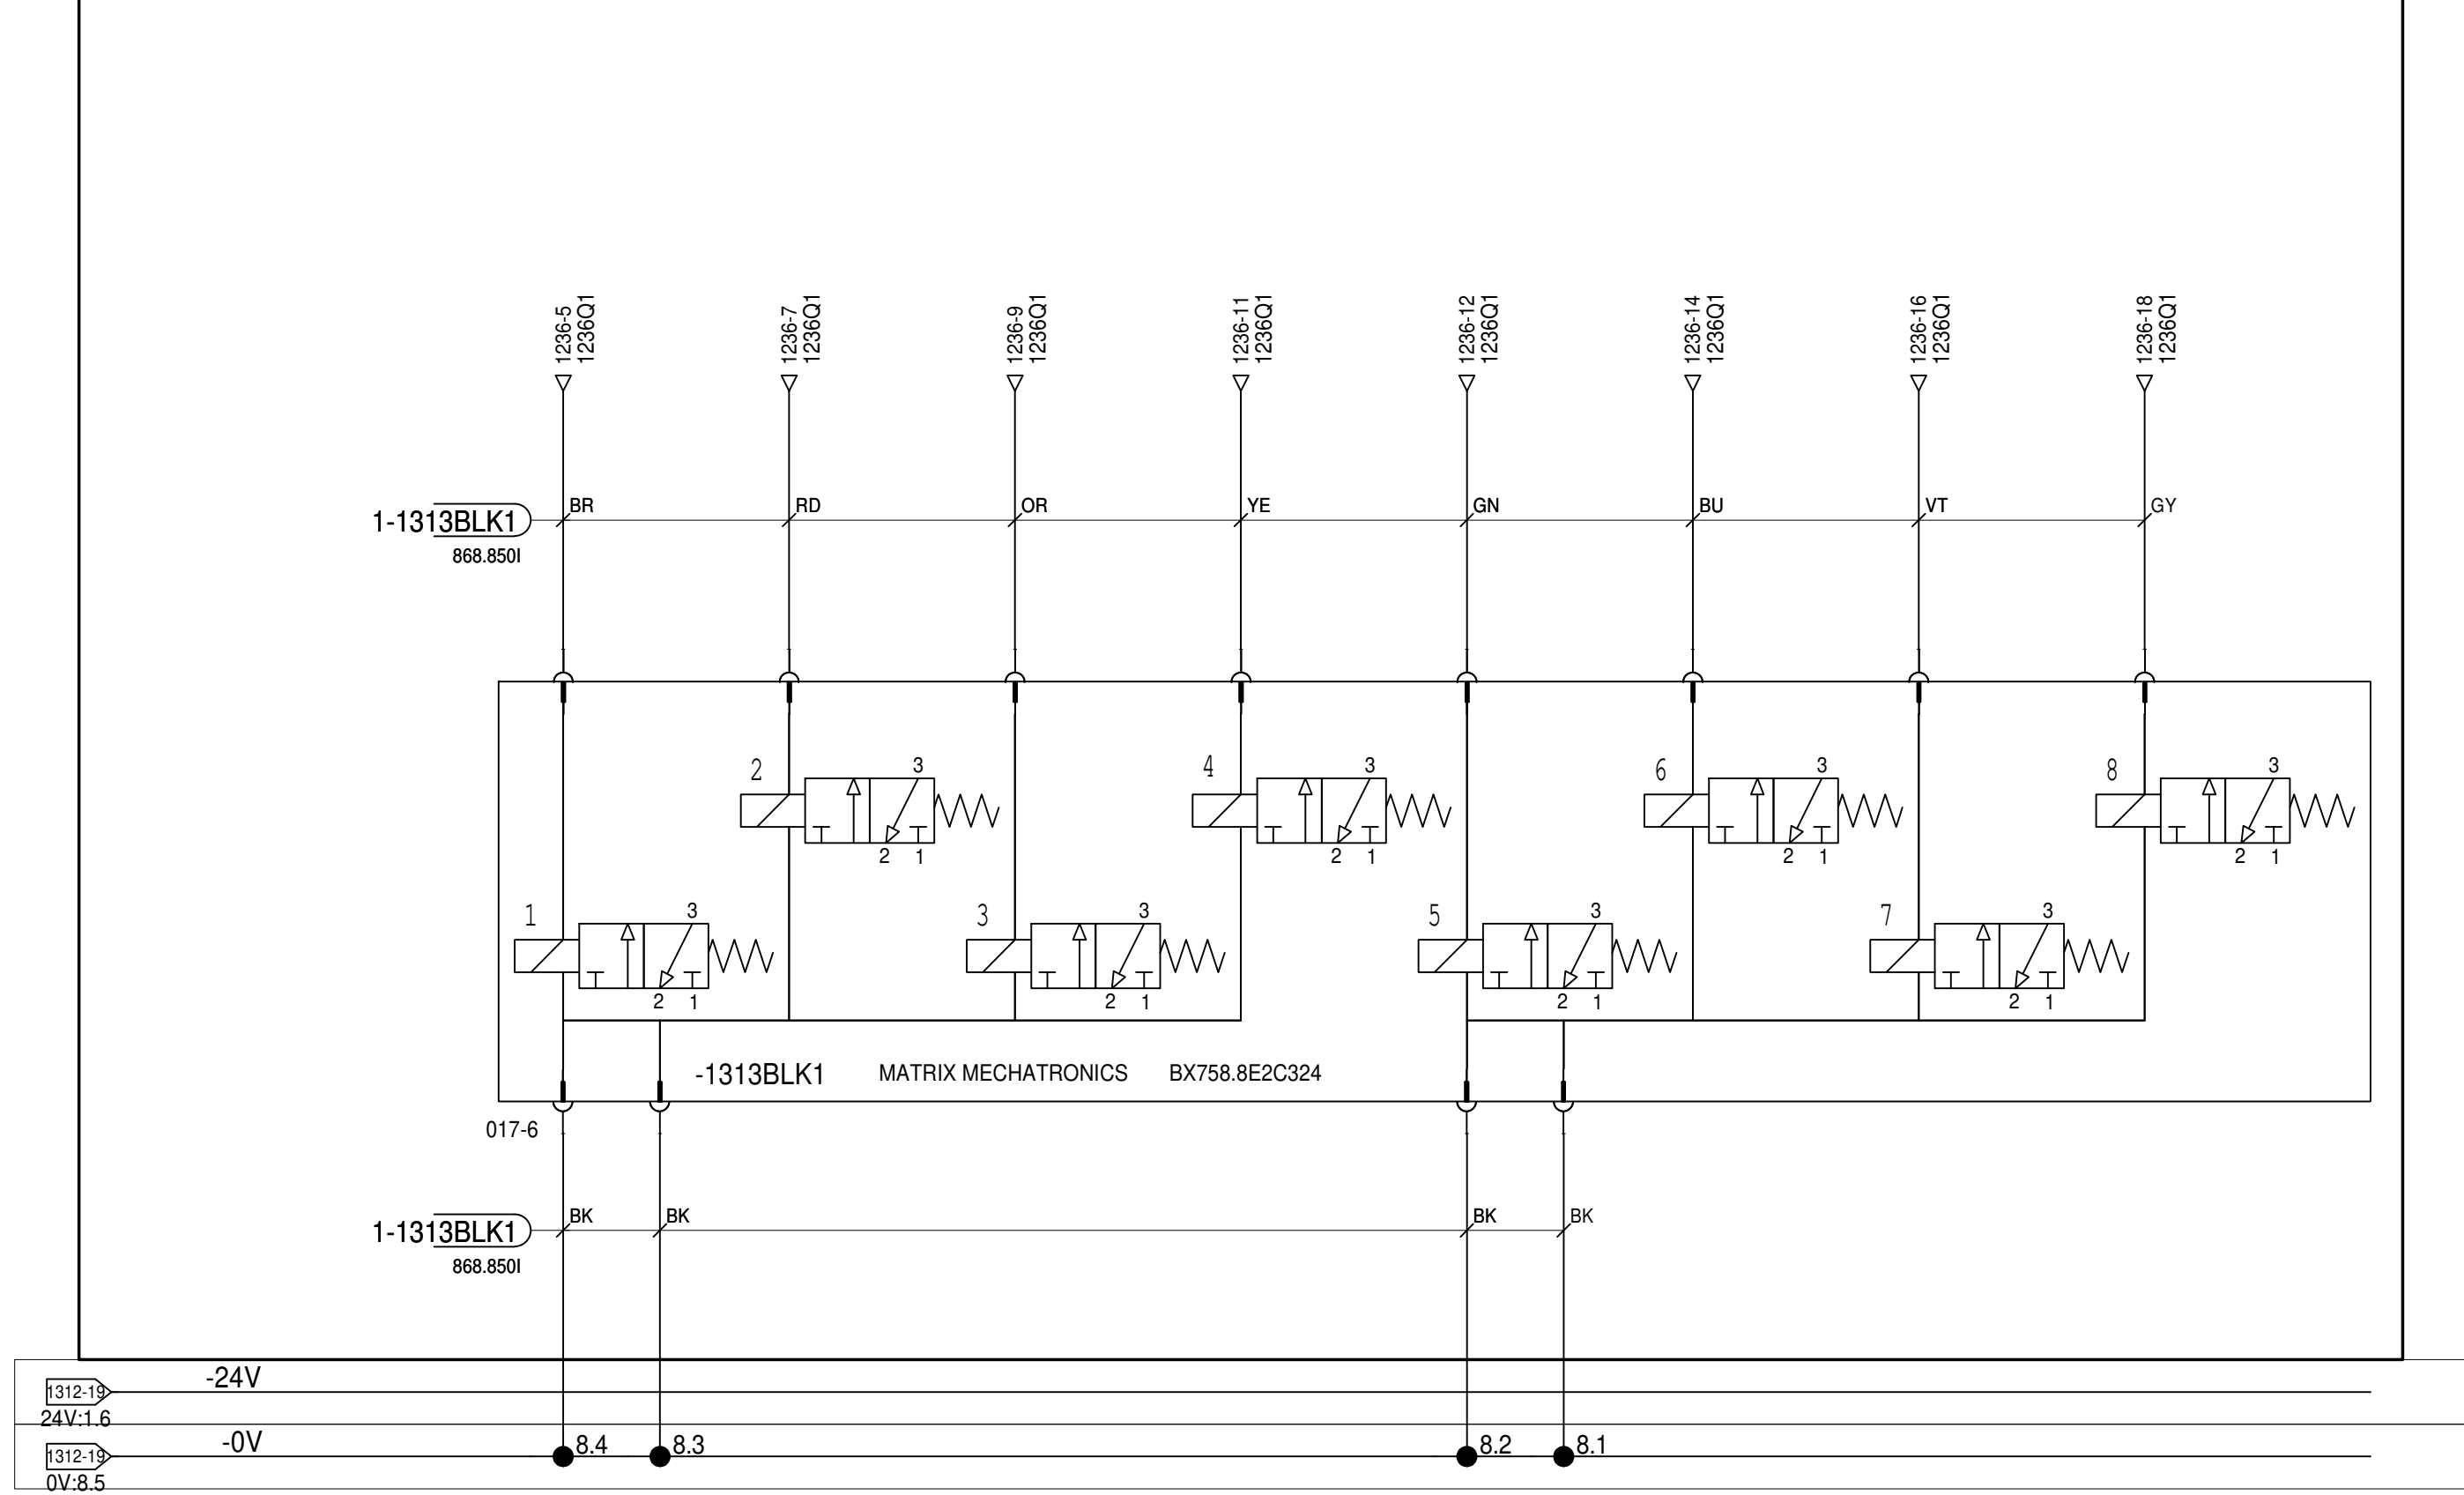 1236-5
1236Q1
1236-7
1236Q1
1236-9
1236Q1
1236-11
1236Q1
1236-12
1236Q1
1236-14
1236Q1
1236-16
1236Q1
1236-18
1236Q1
BR
RD
OR
YE
GN
BU
VT
GY
1-1313BLK1
868.850I
2
3
2 1
4
3
2 1
6
3
2 1
8
3
2 1
1
3
2 1
3
3
2 1
5
3
2 1
7
3
2 1
-1313BLK1 MATRIX MECHATRONICS BX758.8E2C324
017-6
BK
BK
BK
BK
1-1313BLK1
868.850I
-24V
1312-19
24V:1.6
-0V
8.4
8.3
8.2
8.1
1312-19
0V:8.5